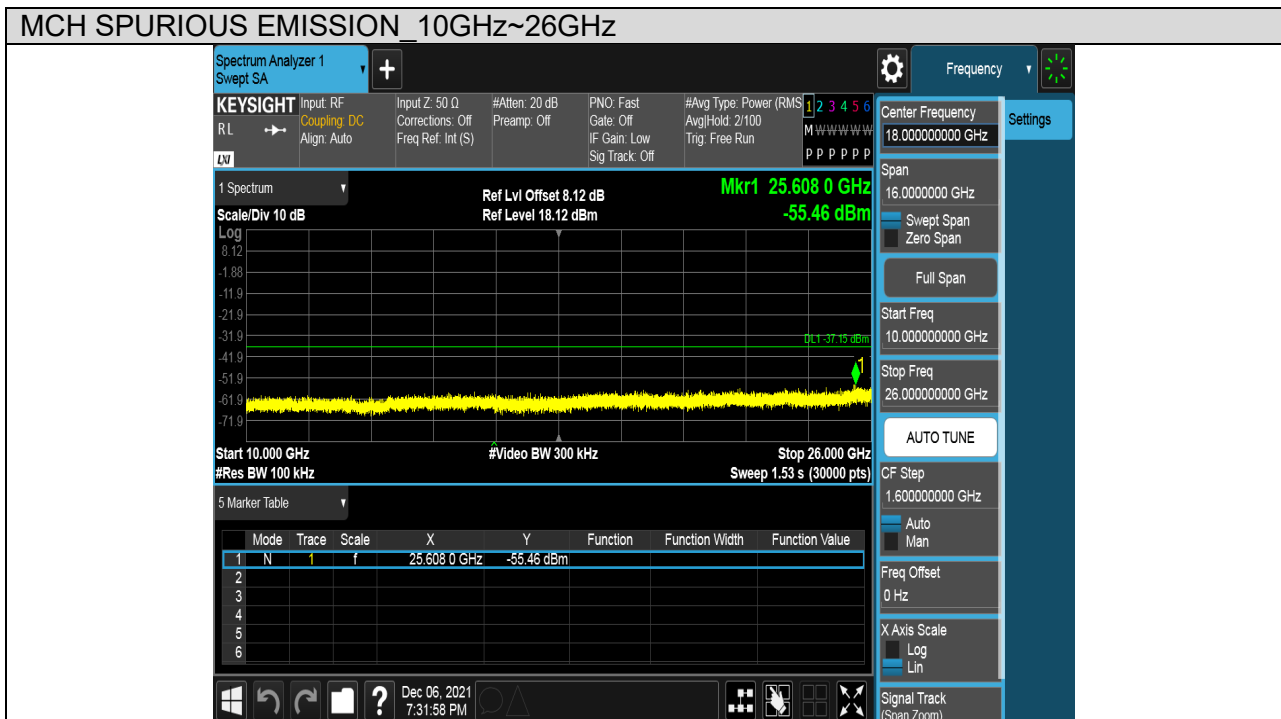 MCH SPURIOUS EMISSION_10GHz~26GHz
Spectrum Analyzer 1
Swept SA
+
Frequency
KEYSIGHT
RL
LXI
Input: RF
Coupling: DC
Align: Auto
Input Z: 50 Ω
Corrections: Off
Freq Ref: Int (S)
#Atten: 20 dB
Preamp: Off
PNO: Fast
Gate: Off
IF Gain: Low
Sig Track: Off
#Avg Type: Power (RMS
Avg|Hold: 2/100
Trig: Free Run
1 2 3 4 5 6
M W W W W W
P P P P P P
1 Spectrum
Scale/Div 10 dB
Ref Lvl Offset 8.12 dB
Ref Level 18.12 dBm
Mkr1 25.608 0 GHz
-55.46 dBm
Log
8.12
-1.88
-11.9
-21.9
-31.9
DL1 -37.15 dBm
-41.9
1
-51.9
-61.9
-71.9
Start 10.000 GHz
#Video BW 300 kHz
Stop 26.000 GHz
#Res BW 100 kHz
Sweep 1.53 s (30000 pts)
5 Marker Table
Mode Trace Scale X Y Function Function Width Function Value
1 N 1 f 25.608 0 GHz -55.46 dBm
2
3
4
5
6
?
Dec 06, 2021
7:31:58 PM
Center Frequency
18.000000000 GHz
Settings
Span
16.0000000 GHz
Swept Span
Zero Span
Full Span
Start Freq
10.000000000 GHz
Stop Freq
26.000000000 GHz
AUTO TUNE
CF Step
1.600000000 GHz
Auto
Man
Freq Offset
0 Hz
X Axis Scale
Log
Lin
Signal Track
(Span Zoom)